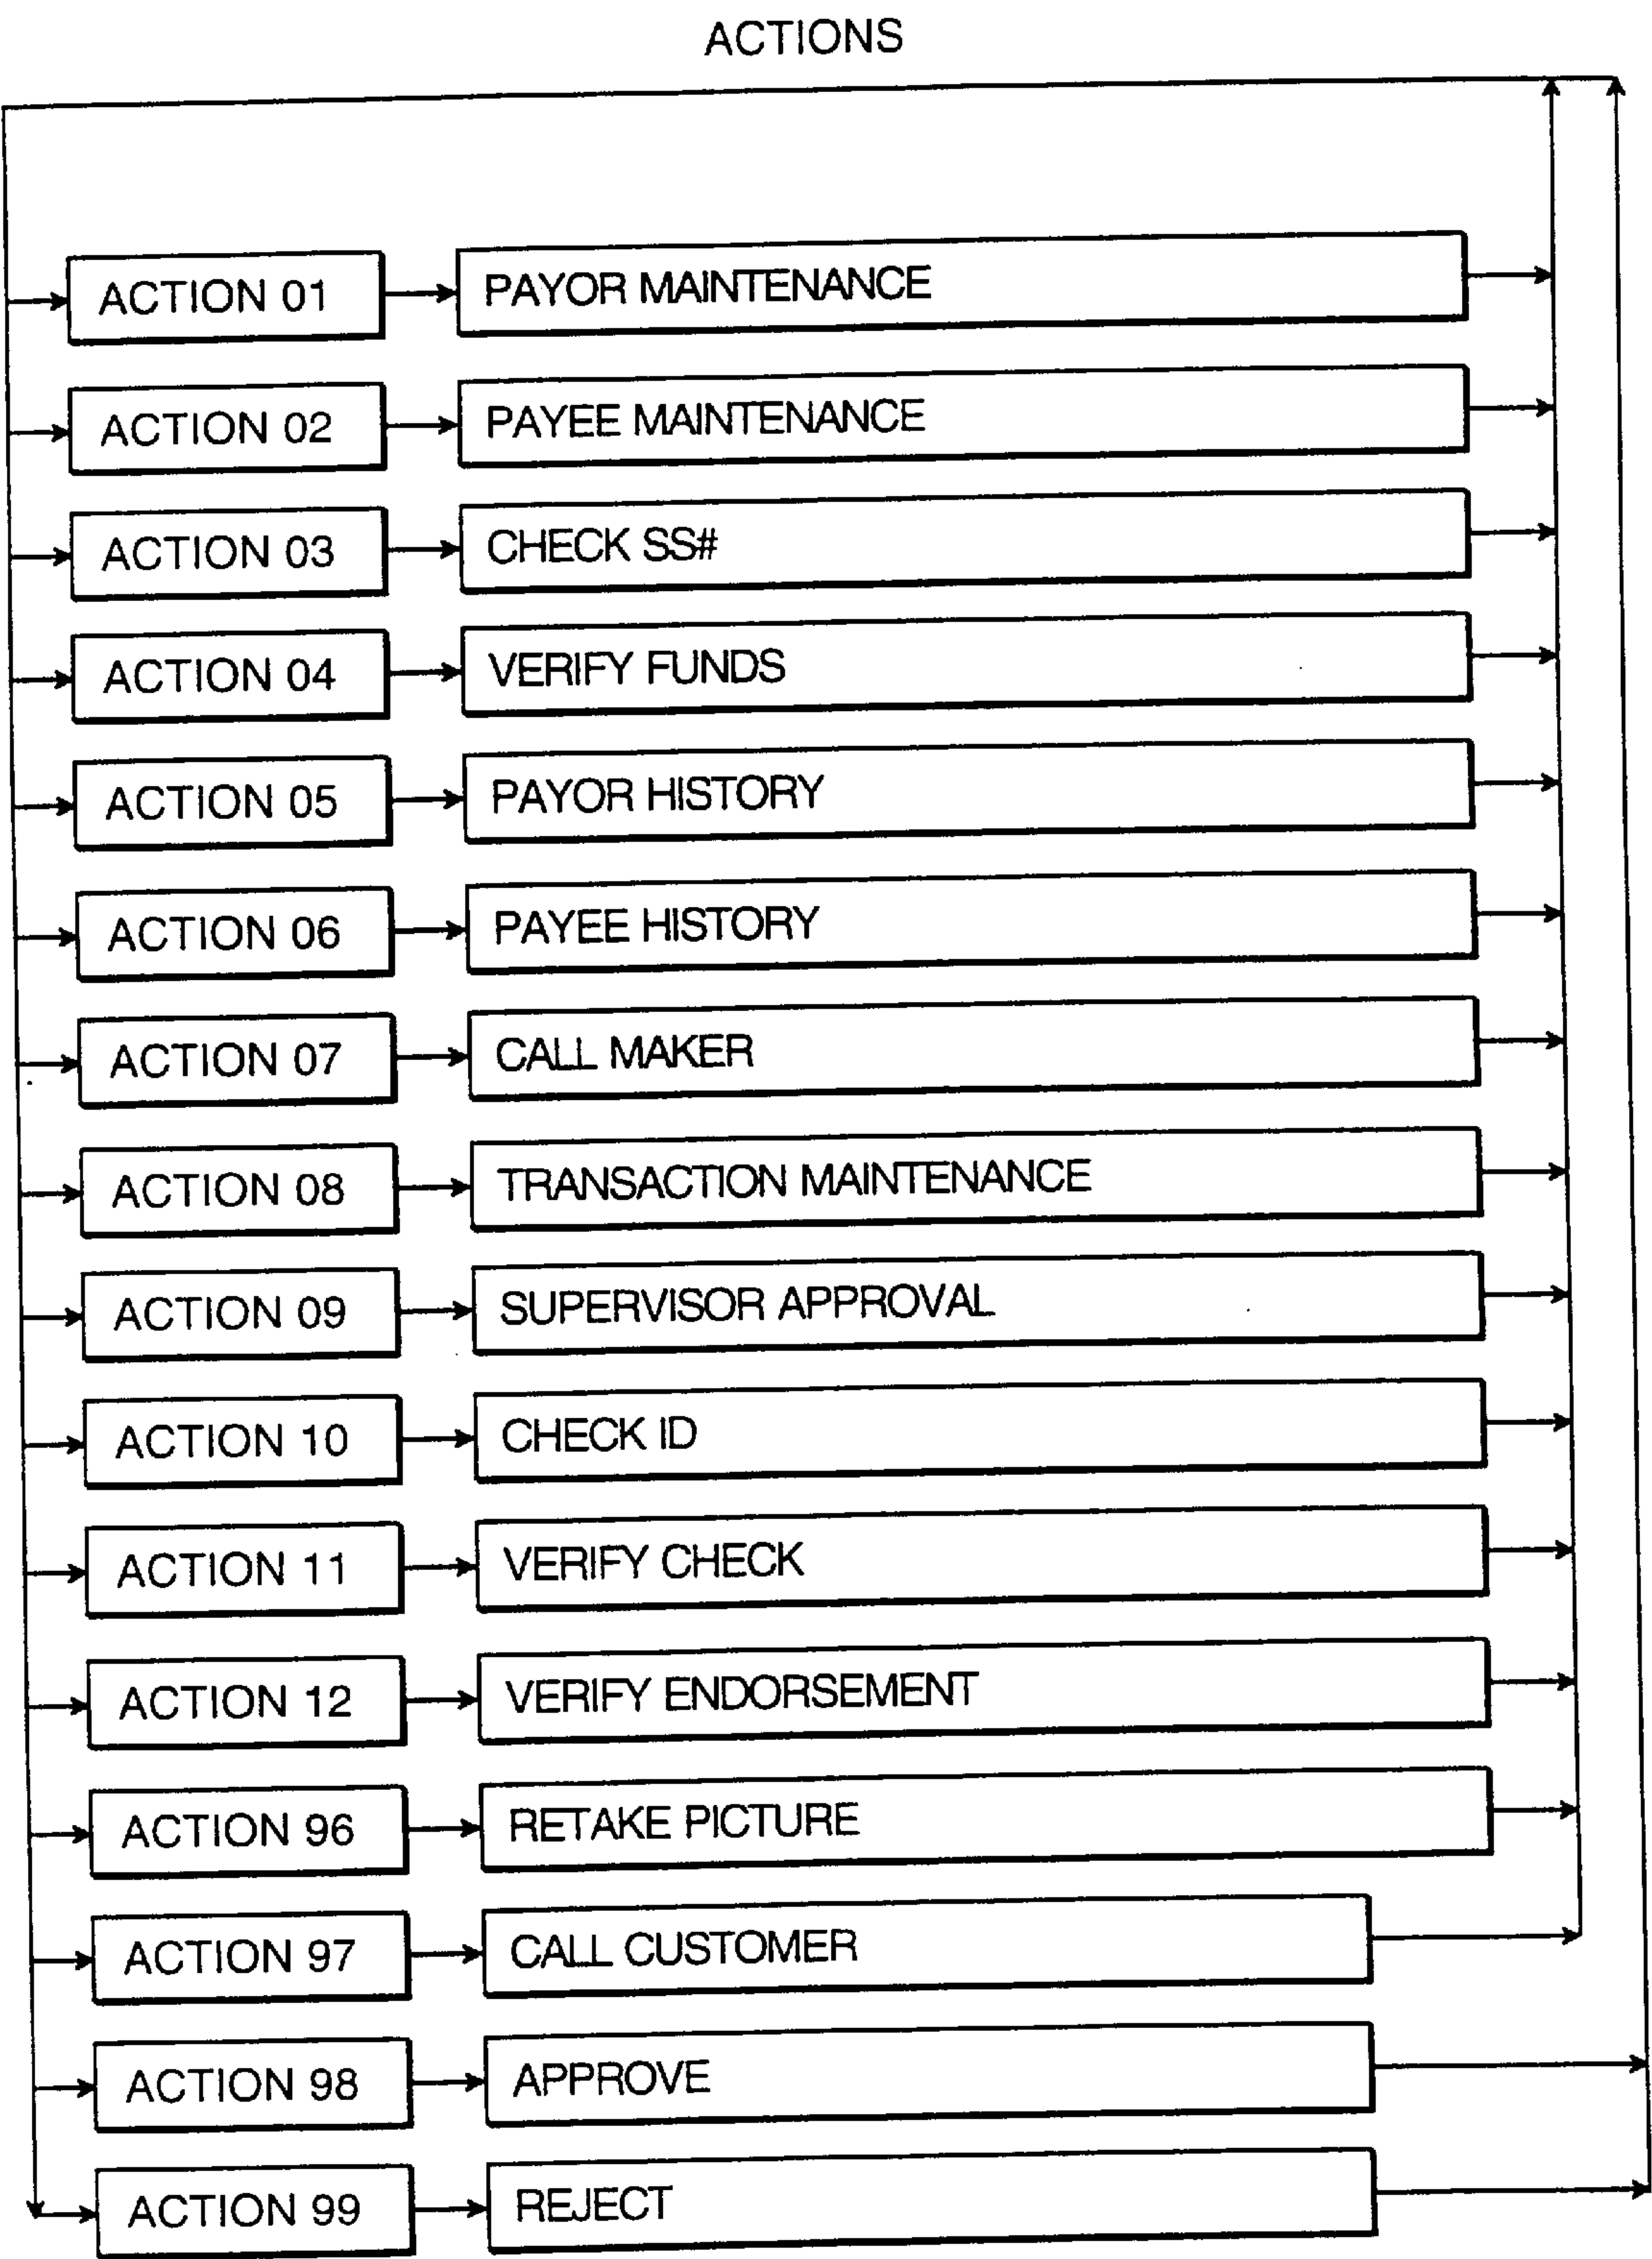 ACTIONS
ACTION 01 PAYOR MAINTENANCE
ACTION 02 PAYEE MAINTENANCE
ACTION 03 CHECK SS#
ACTION 04 VERIFY FUNDS
ACTION 05 PAYOR HISTORY
ACTION 06 PAYEE HISTORY
ACTION 07 CALL MAKER
ACTION 08 TRANSACTION MAINTENANCE
ACTION 09 SUPERVISOR APPROVAL
ACTION 10 CHECK ID
ACTION 11 VERIFY CHECK
ACTION 12 VERIFY ENDORSEMENT
ACTION 96 RETAKE PICTURE
ACTION 97 CALL CUSTOMER
ACTION 98 APPROVE
ACTION 99 REJECT